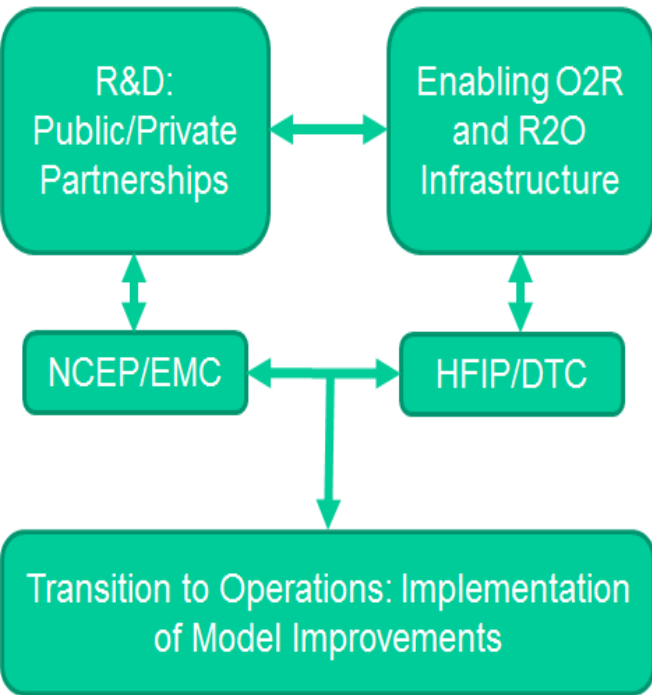 R&D:
Public/Private
Partnerships
Enabling O2R
and R2O
Infrastructure
NCEP/EMC
HFIP/DTC
Transition to Operations: Implementation
of Model Improvements